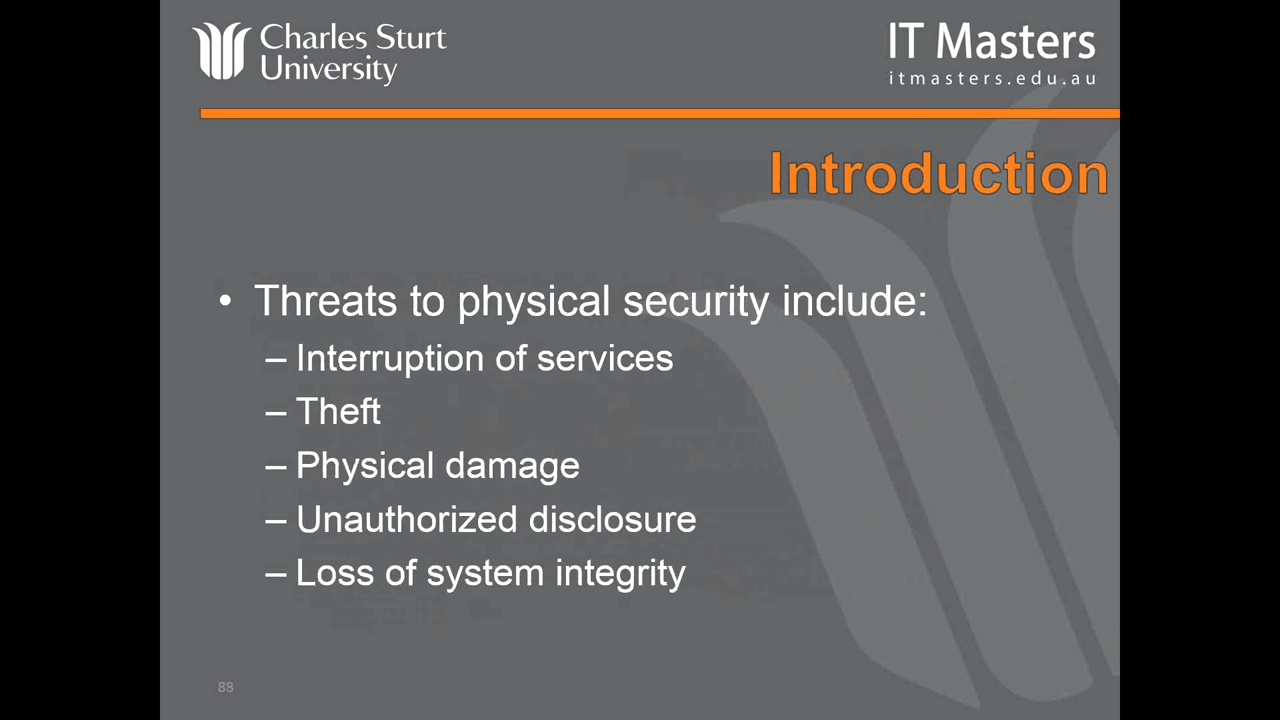 Charles Sturt
University
IT Masters
itmasters.edu.au
Introduction
• Threats to physical security include:
– Interruption of services
– Theft
– Physical damage
– Unauthorized disclosure
– Loss of system integrity
88